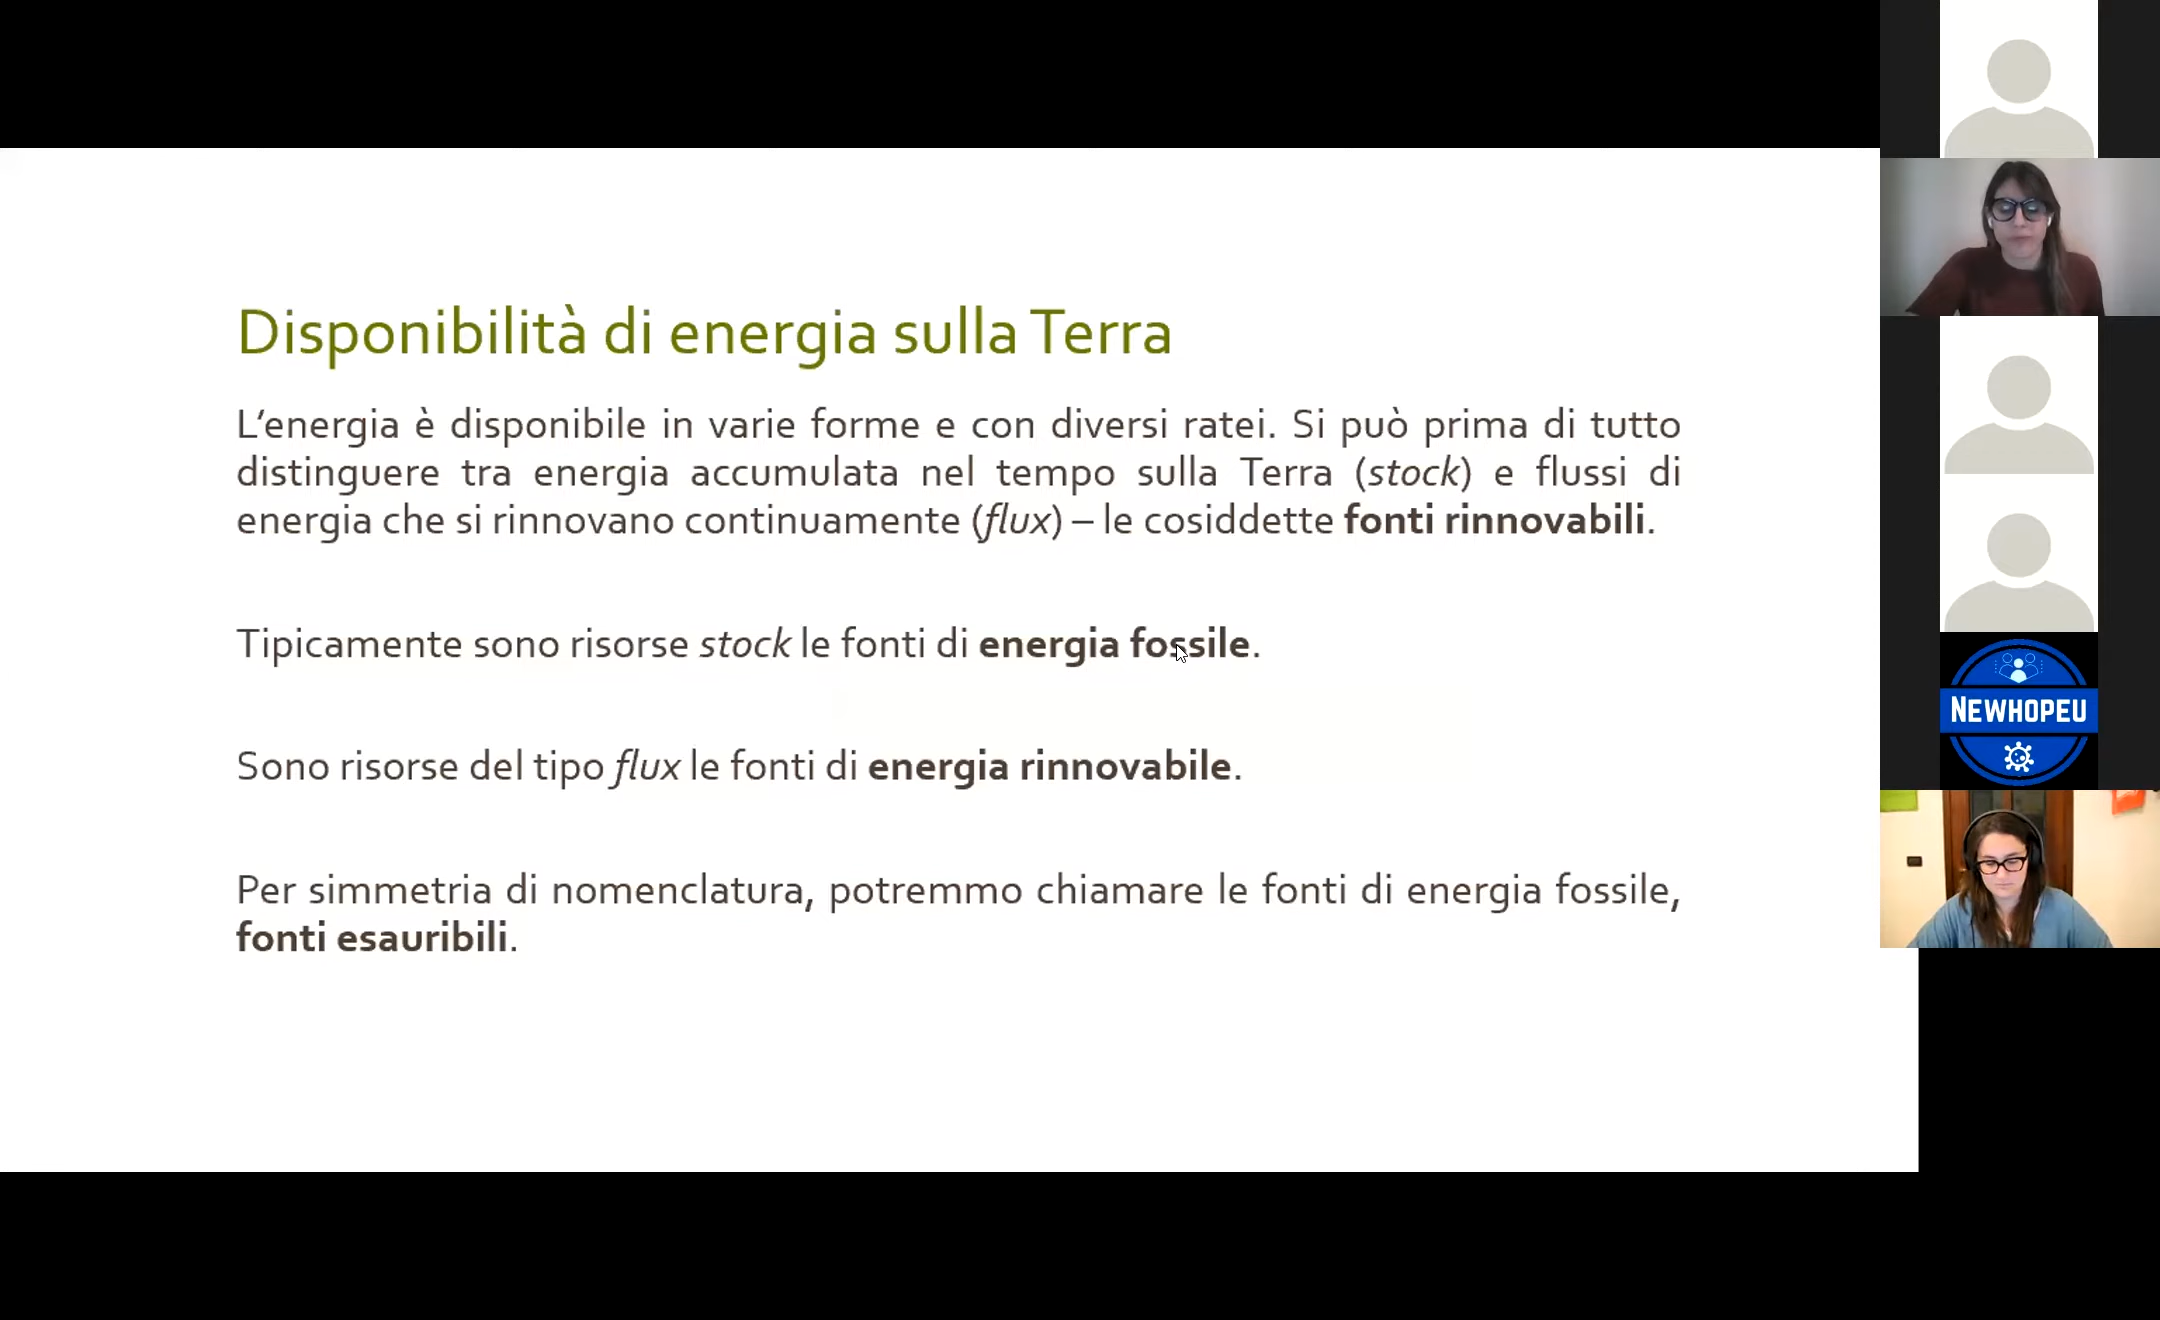 Disponibilità di energia sulla Terra
L'energia è disponibile in varie forme e con diversi ratei. Si può prima di tutto
distinguere tra energia accumulata nel tempo sulla Terra (stock) e flussi di
energia che si rinnovano continuamente (flux) – le cosiddette fonti rinnovabili.
Tipicamente sono risorse stock le fonti di energia fossile.
Sono risorse del tipo flux le fonti di energia rinnovabile.
Per simmetria di nomenclatura, potremmo chiamare le fonti di energia fossile,
fonti esauribili.
NEWHOPEU